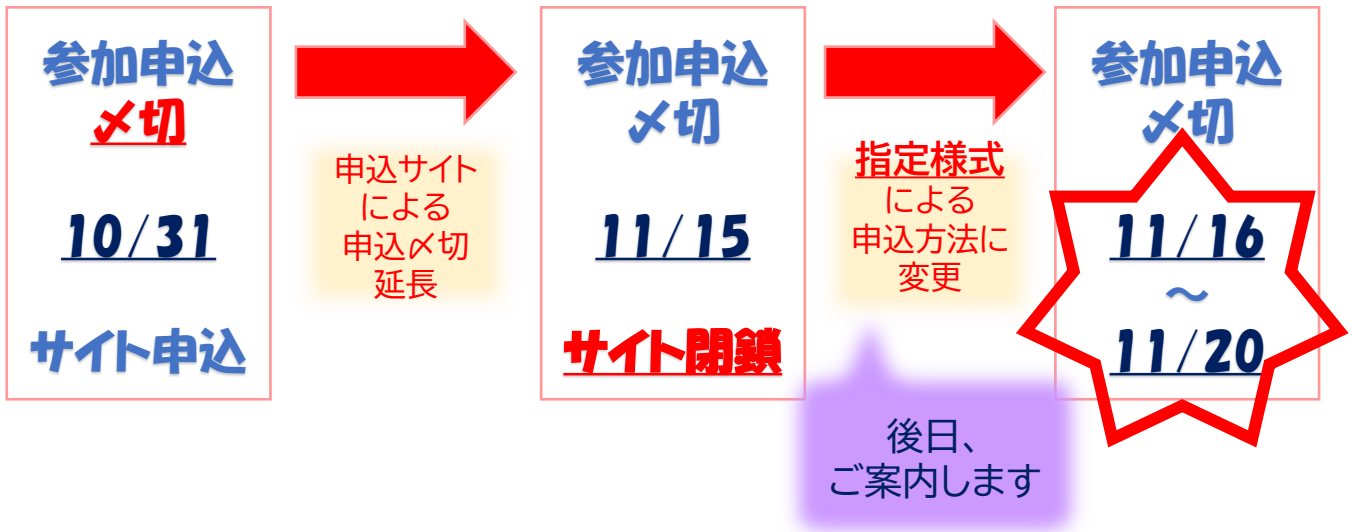 参加申込
〆切
10/31
サイト申込
申込サイト
による
申込〆切
延長
参加申込
〆切
11/15
サイト閉鎖
指定様式
による
申込方法に
変更
後日、
ご案内します
参加申込
〆切
11/16
～
11/20